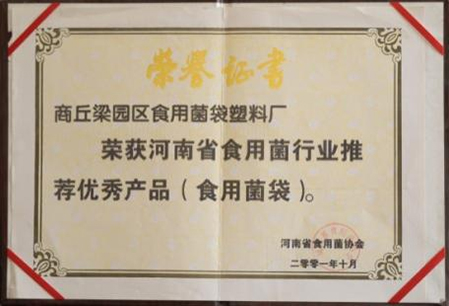 荣誉证书
商丘梁园区食用菌袋塑料厂
荣获河南省食用菌行业推
荐优秀产品（食用菌袋）。
河南省食用菌协会
二零零一年十月